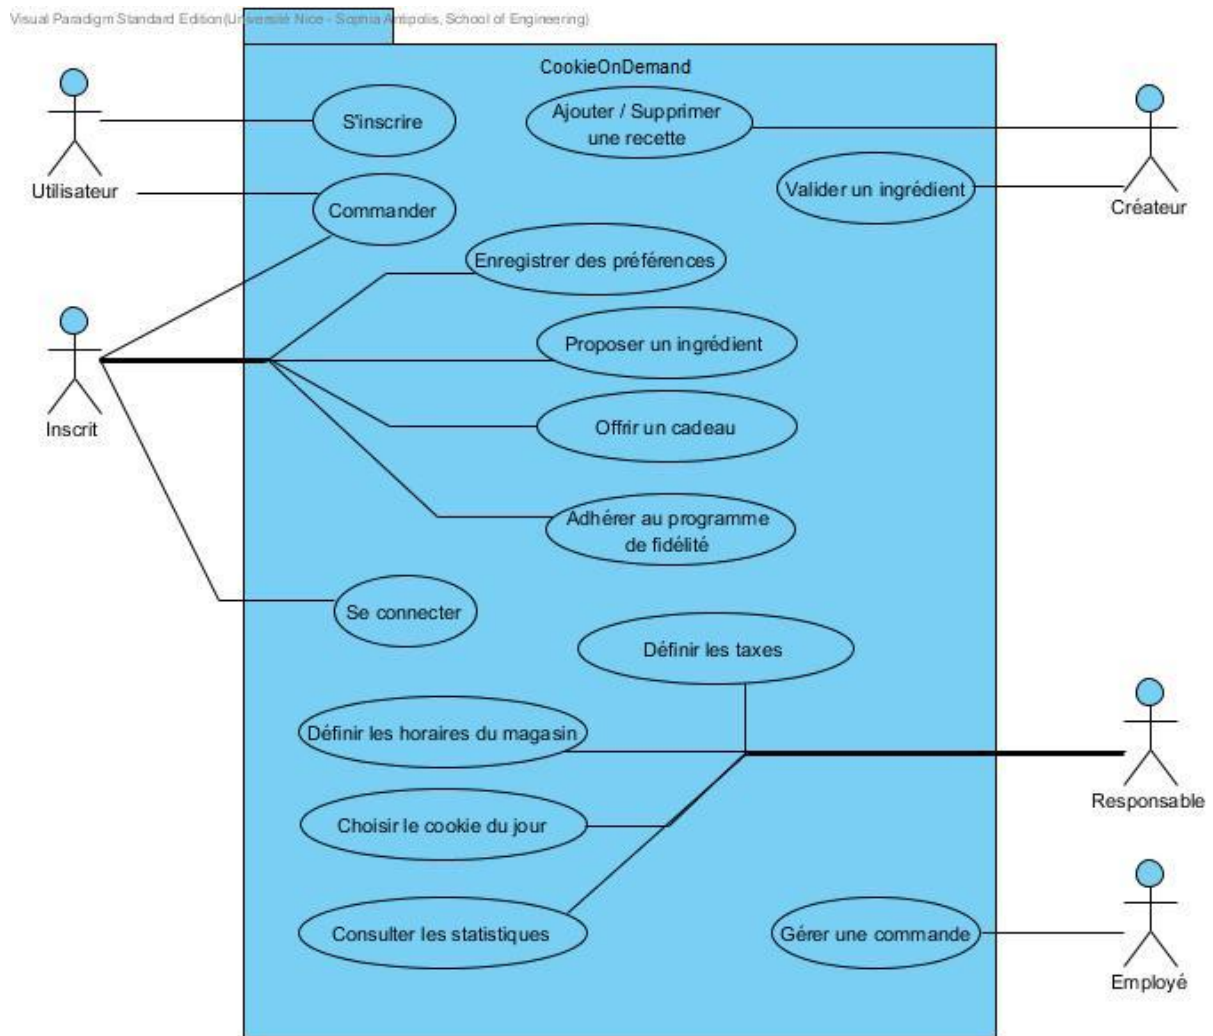 Visual Paradigm Standard Edition(Université Nice - Sophia Antipolis, School of Engineering)
CookieOnDemand
S'inscrire
Ajouter / Supprimer
une recette
Utilisateur
Commander
Valider un ingrédient
Créateur
Enregistrer des préférences
Proposer un ingrédient
Inscrit
Offrir un cadeau
Adhérer au programme
de fidélité
Se connecter
Définir les taxes
Définir les horaires du magasin
Responsable
Choisir le cookie du jour
Consulter les statistiques
Gérer une commande
Employé